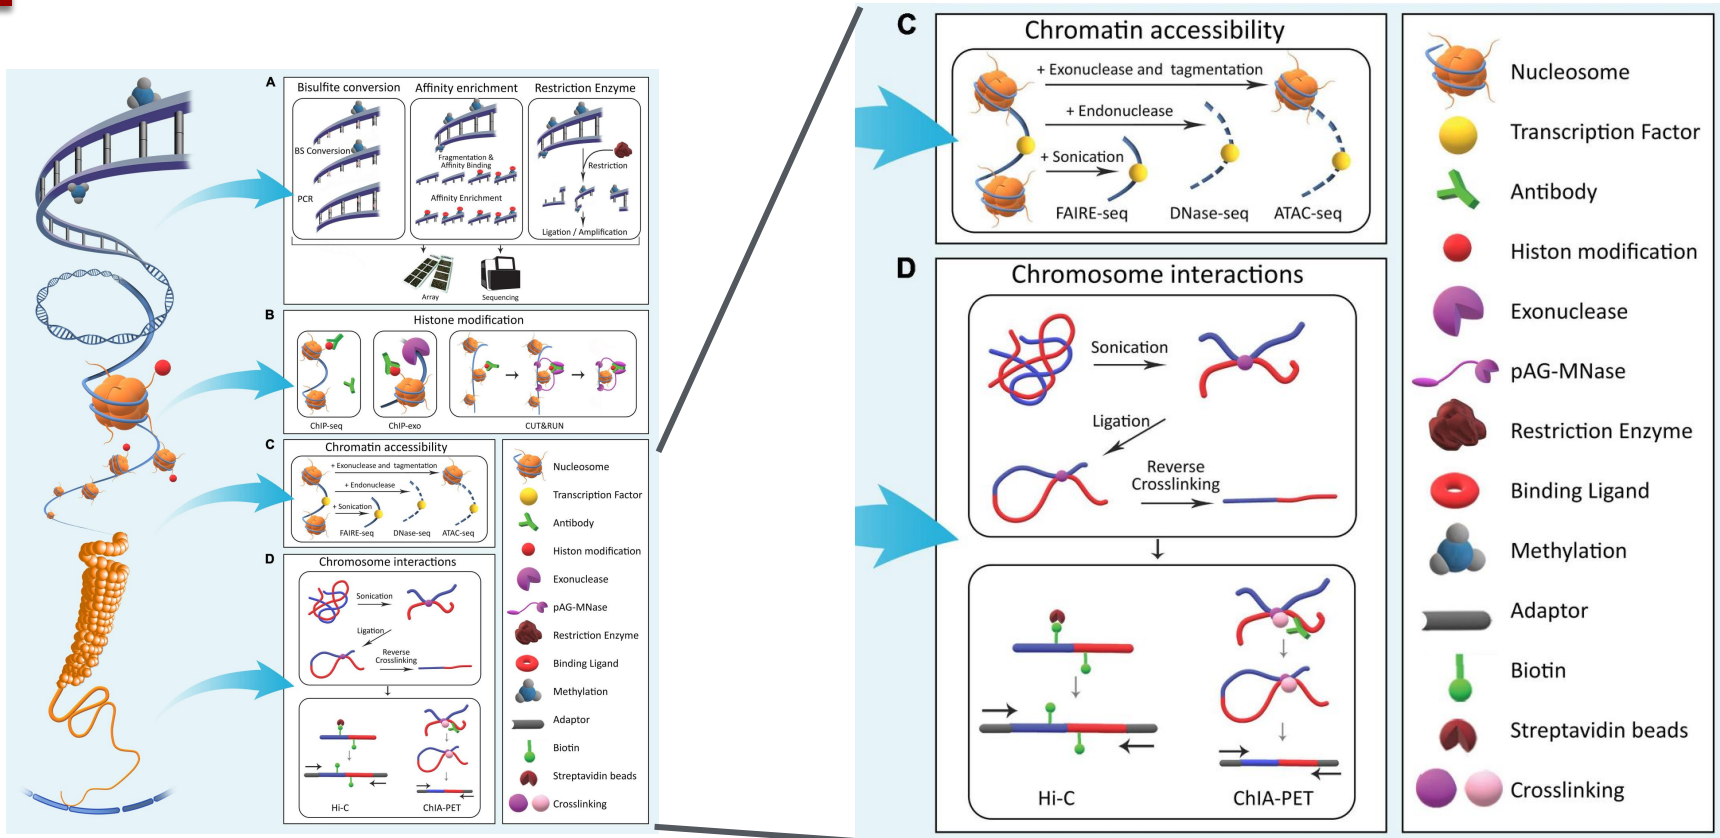 A
Bisulfite conversion
Affinity enrichment
Restriction Enzyme
BS Conversion
PCR
Fragmentation &
Affinity Binding
Affinity Enrichment
Restriction
Ligation / Amplification
Array
Sequencing
B
Histone modification
ChIP-seq
ChIP-exo
CUT&RUN
C
Chromatin accessibility
+ Exonuclease and tagmentation
+ Endonuclease
+ Sonication
FAIRE-seq
DNase-seq
ATAC-seq
D
Chromosome interactions
Sonication
Ligation
Reverse
Crosslinking
Hi-C
ChIA-PET
Nucleosome
Transcription Factor
Antibody
Histon modification
Exonuclease
pAG-MNase
Restriction Enzyme
Binding Ligand
Methylation
Adaptor
Biotin
Streptavidin beads
Crosslinking
C
Chromatin accessibility
+ Exonuclease and tagmentation
+ Endonuclease
+ Sonication
FAIRE-seq
DNase-seq
ATAC-seq
D
Chromosome interactions
Sonication
Ligation
Reverse
Crosslinking
Hi-C
ChIA-PET
Nucleosome
Transcription Factor
Antibody
Histon modification
Exonuclease
pAG-MNase
Restriction Enzyme
Binding Ligand
Methylation
Adaptor
Biotin
Streptavidin beads
Crosslinking